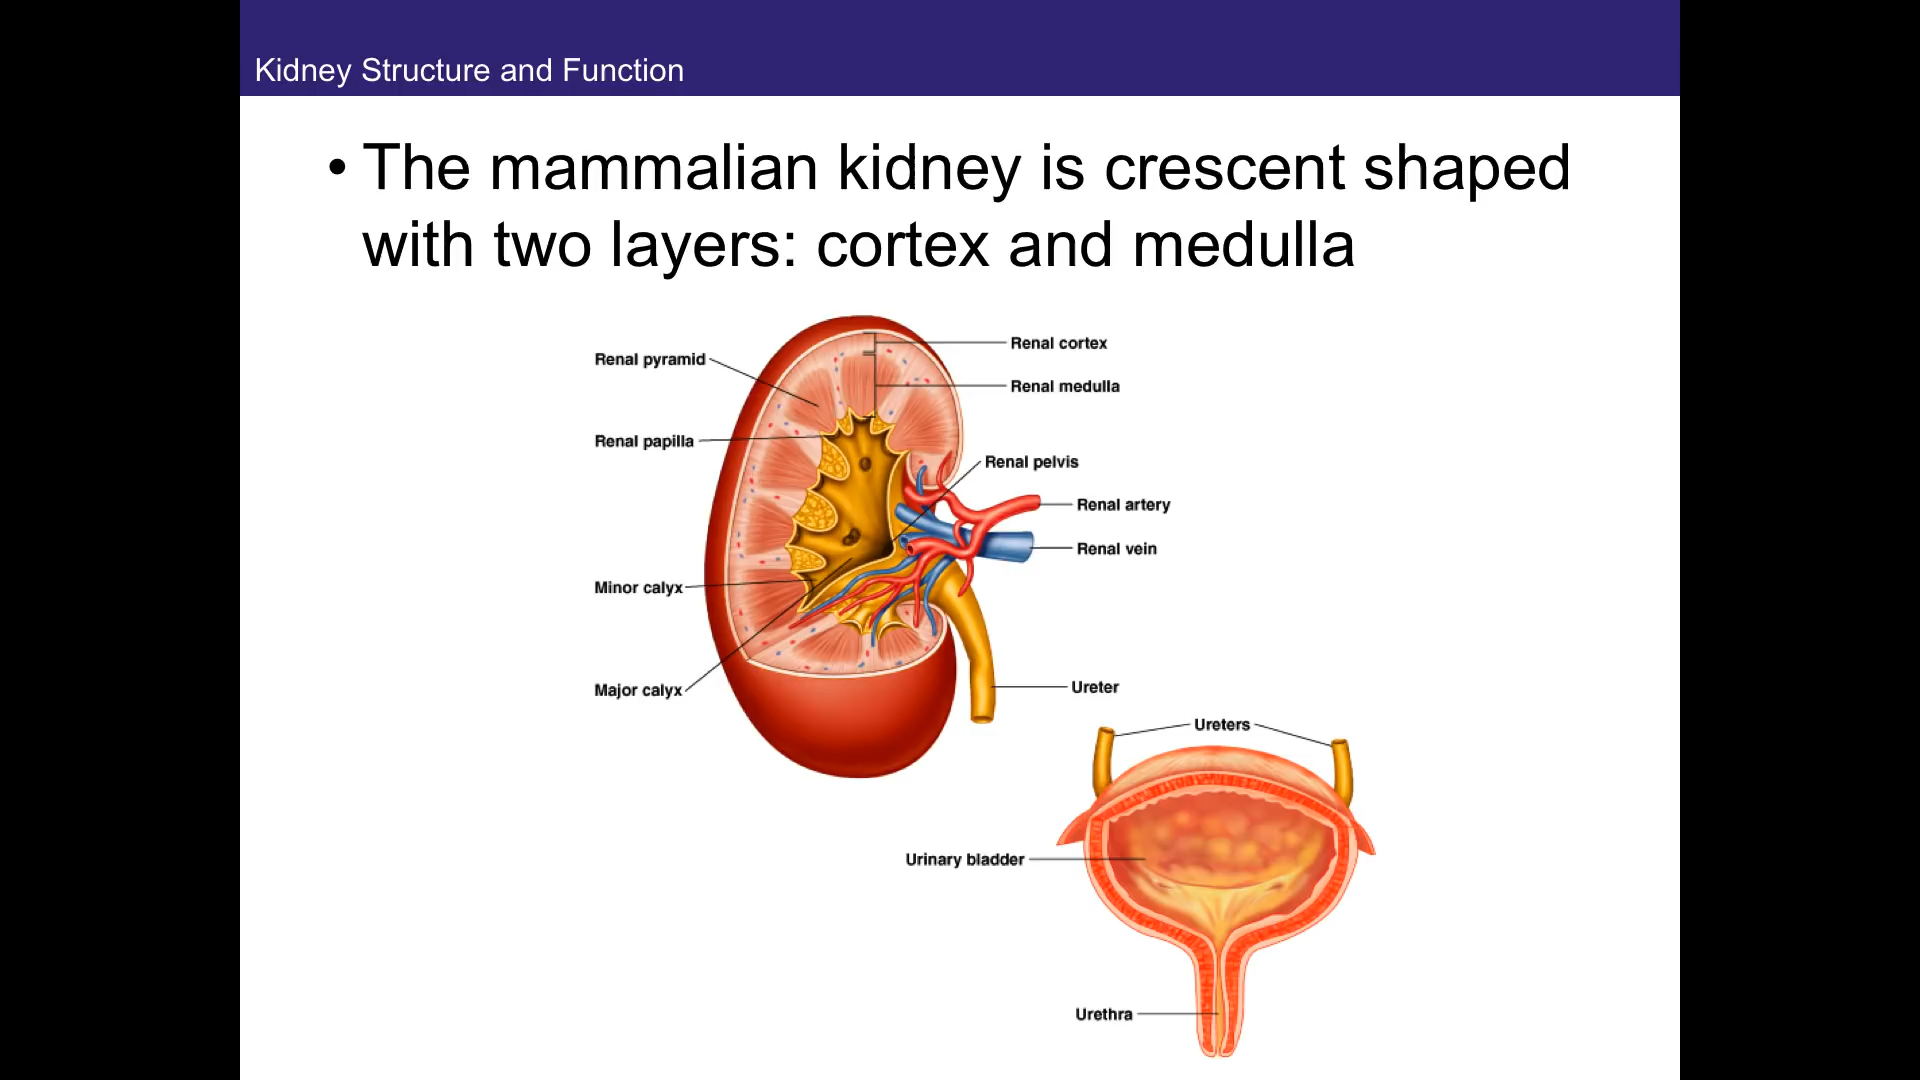 Kidney Structure and Function
• The mammalian kidney is crescent shaped
with two layers: cortex and medulla
Renal cortex
Renal pyramid
Renal medulla
Renal papilla
Renal pelvis
Renal artery
Renal vein
Minor calyx
Major calyx
Ureter
Ureters
Urinary bladder
Urethra